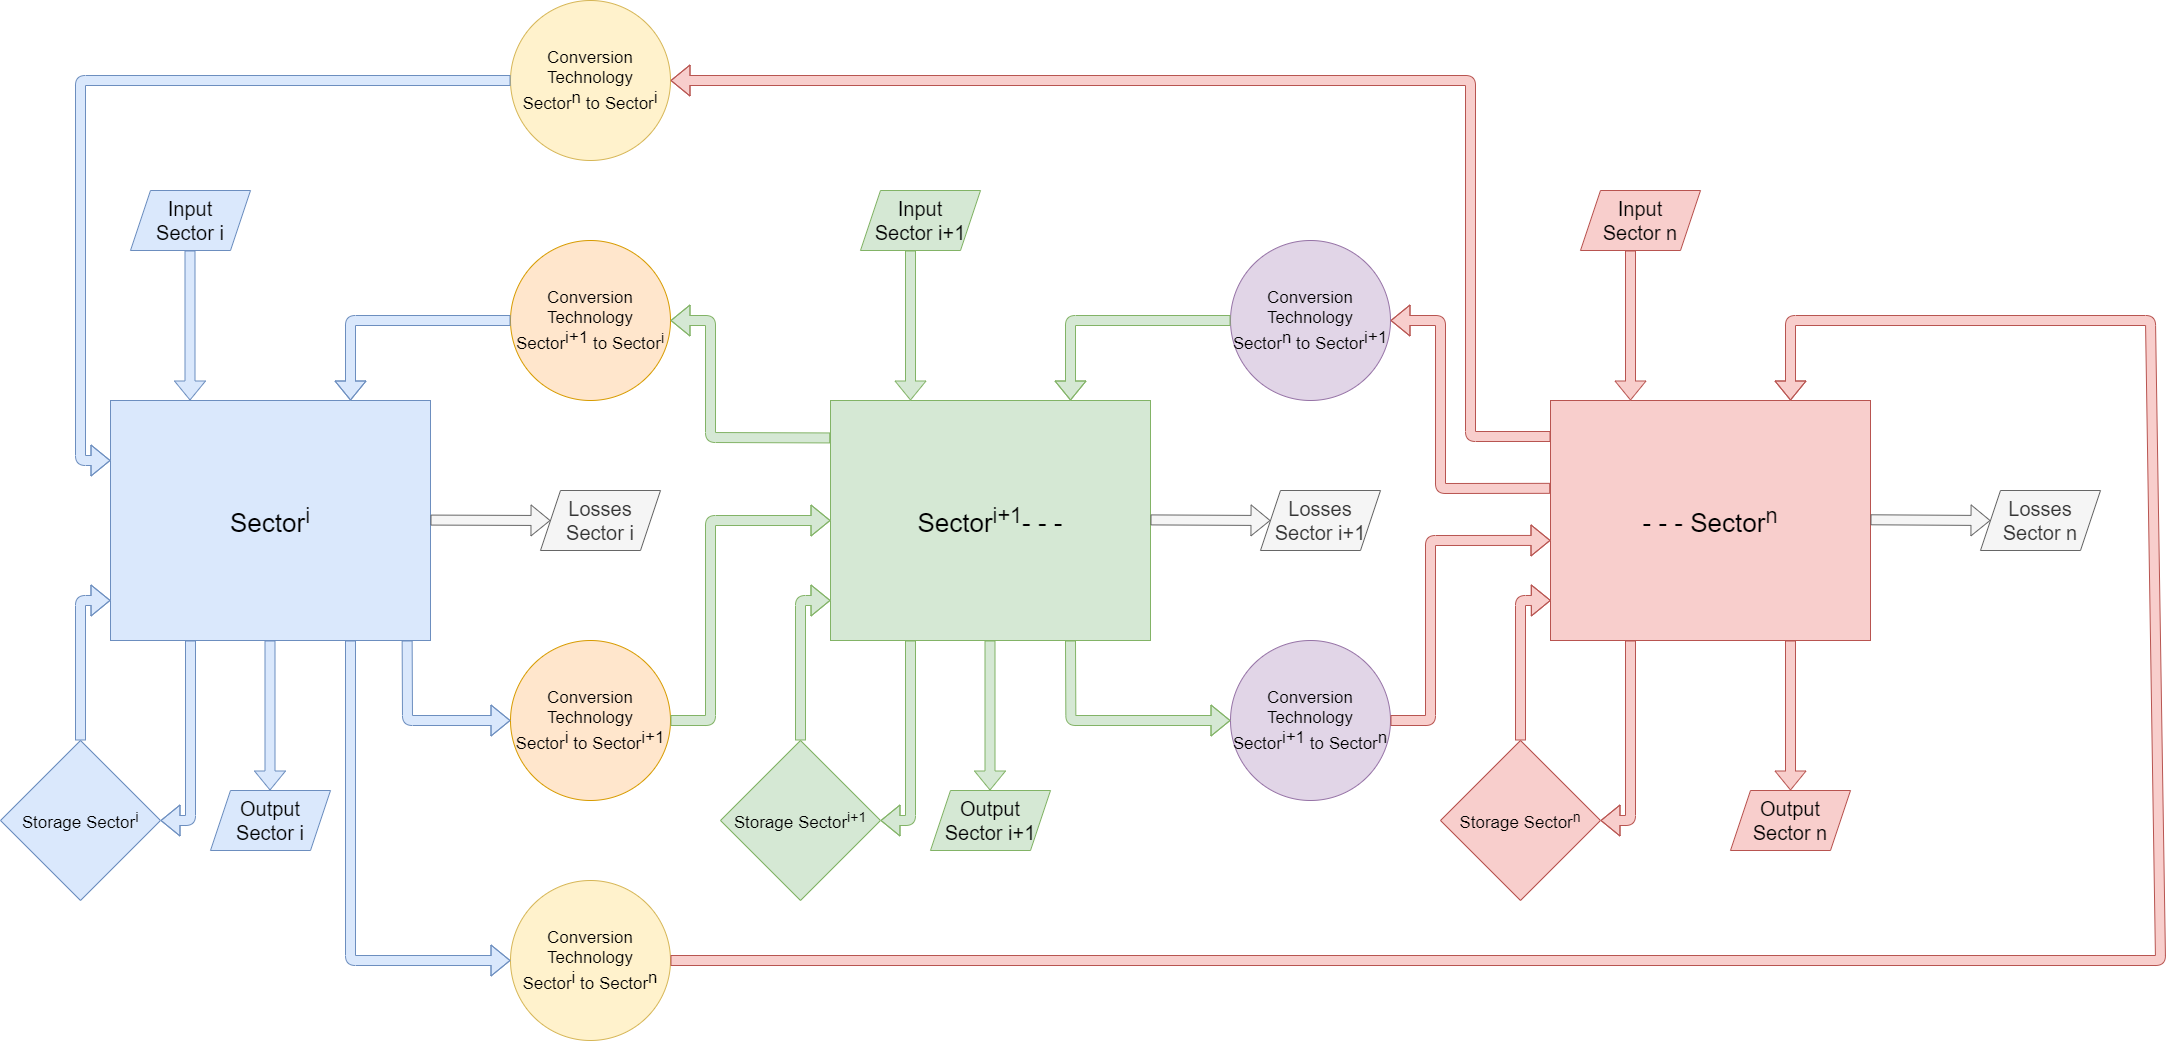 Conversion
Technology
Sectorⁿ to Sectorⁱ
Input
Sector i
Input
Sector i+1
Input
Sector n
Conversion
Technology
Sectorⁱ⁺¹ to Sectorⁱ
Conversion
Technology
Sectorⁿ to Sectorⁱ⁺¹
Sectorⁱ
Losses
Sector i
Sectorⁱ⁺¹- - -
Losses
Sector i+1
- - - Sectorⁿ
Losses
Sector n
Conversion
Technology
Sectorⁱ to Sectorⁱ⁺¹
Conversion
Technology
Sectorⁱ⁺¹ to Sectorⁿ
Storage Sectorⁱ
Output
Sector i
Storage Sectorⁱ⁺¹
Output
Sector i+1
Storage Sectorⁿ
Output
Sector n
Conversion
Technology
Sectorⁱ to Sectorⁿ